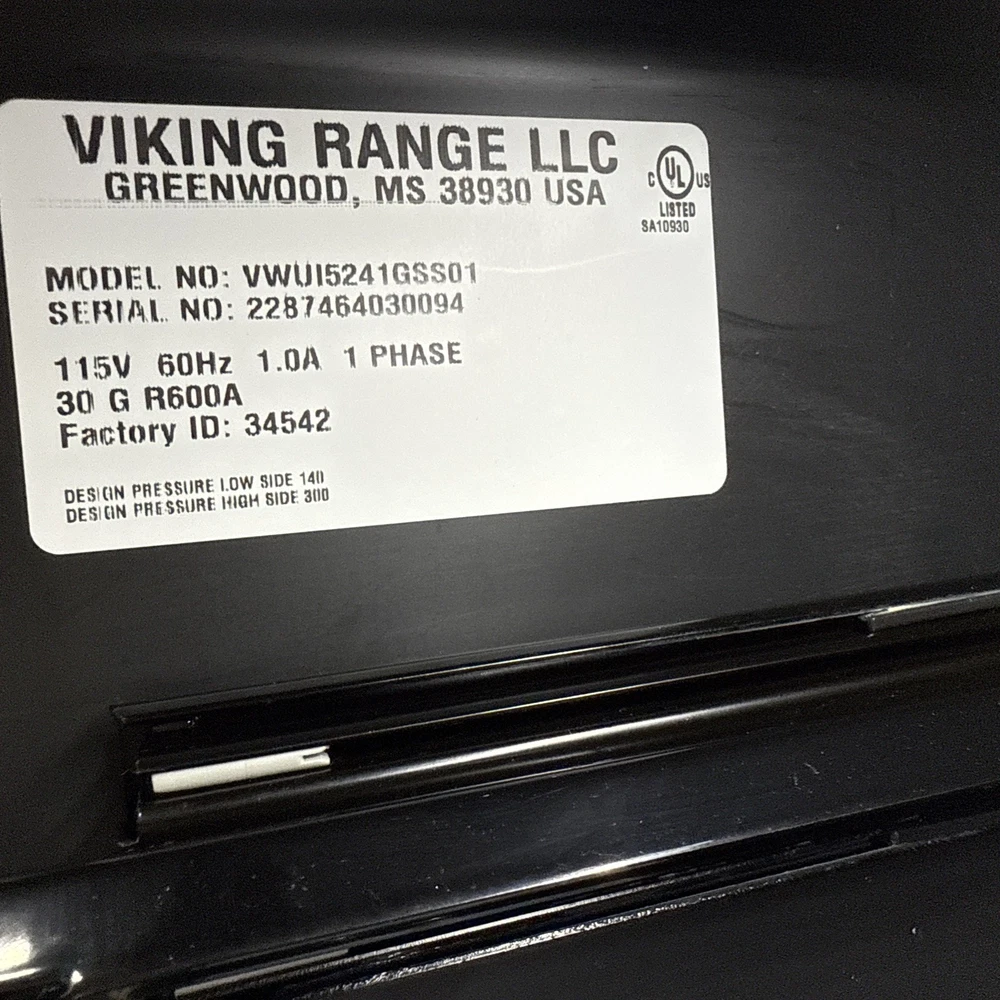 VIKING RANGE LLC
GREENWOOD, MS 38930 USA
C UL US
LISTED
SA10930
MODEL NO: VWUI5241GSS01
SERIAL NO: 2287464030094
115V 60Hz 1.0A 1 PHASE
30 G R600A
Factory ID: 34542
DESIGN PRESSURE LOW SIDE 140
DESIGN PRESSURE HIGH SIDE 300